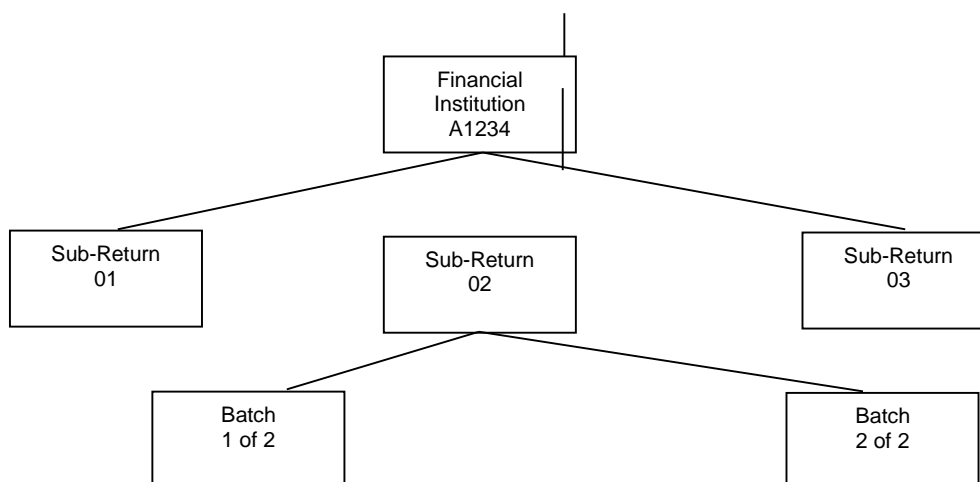 Financial
Institution
A1234
Sub-Return
01
Sub-Return
02
Sub-Return
03
Batch
1 of 2
Batch
2 of 2